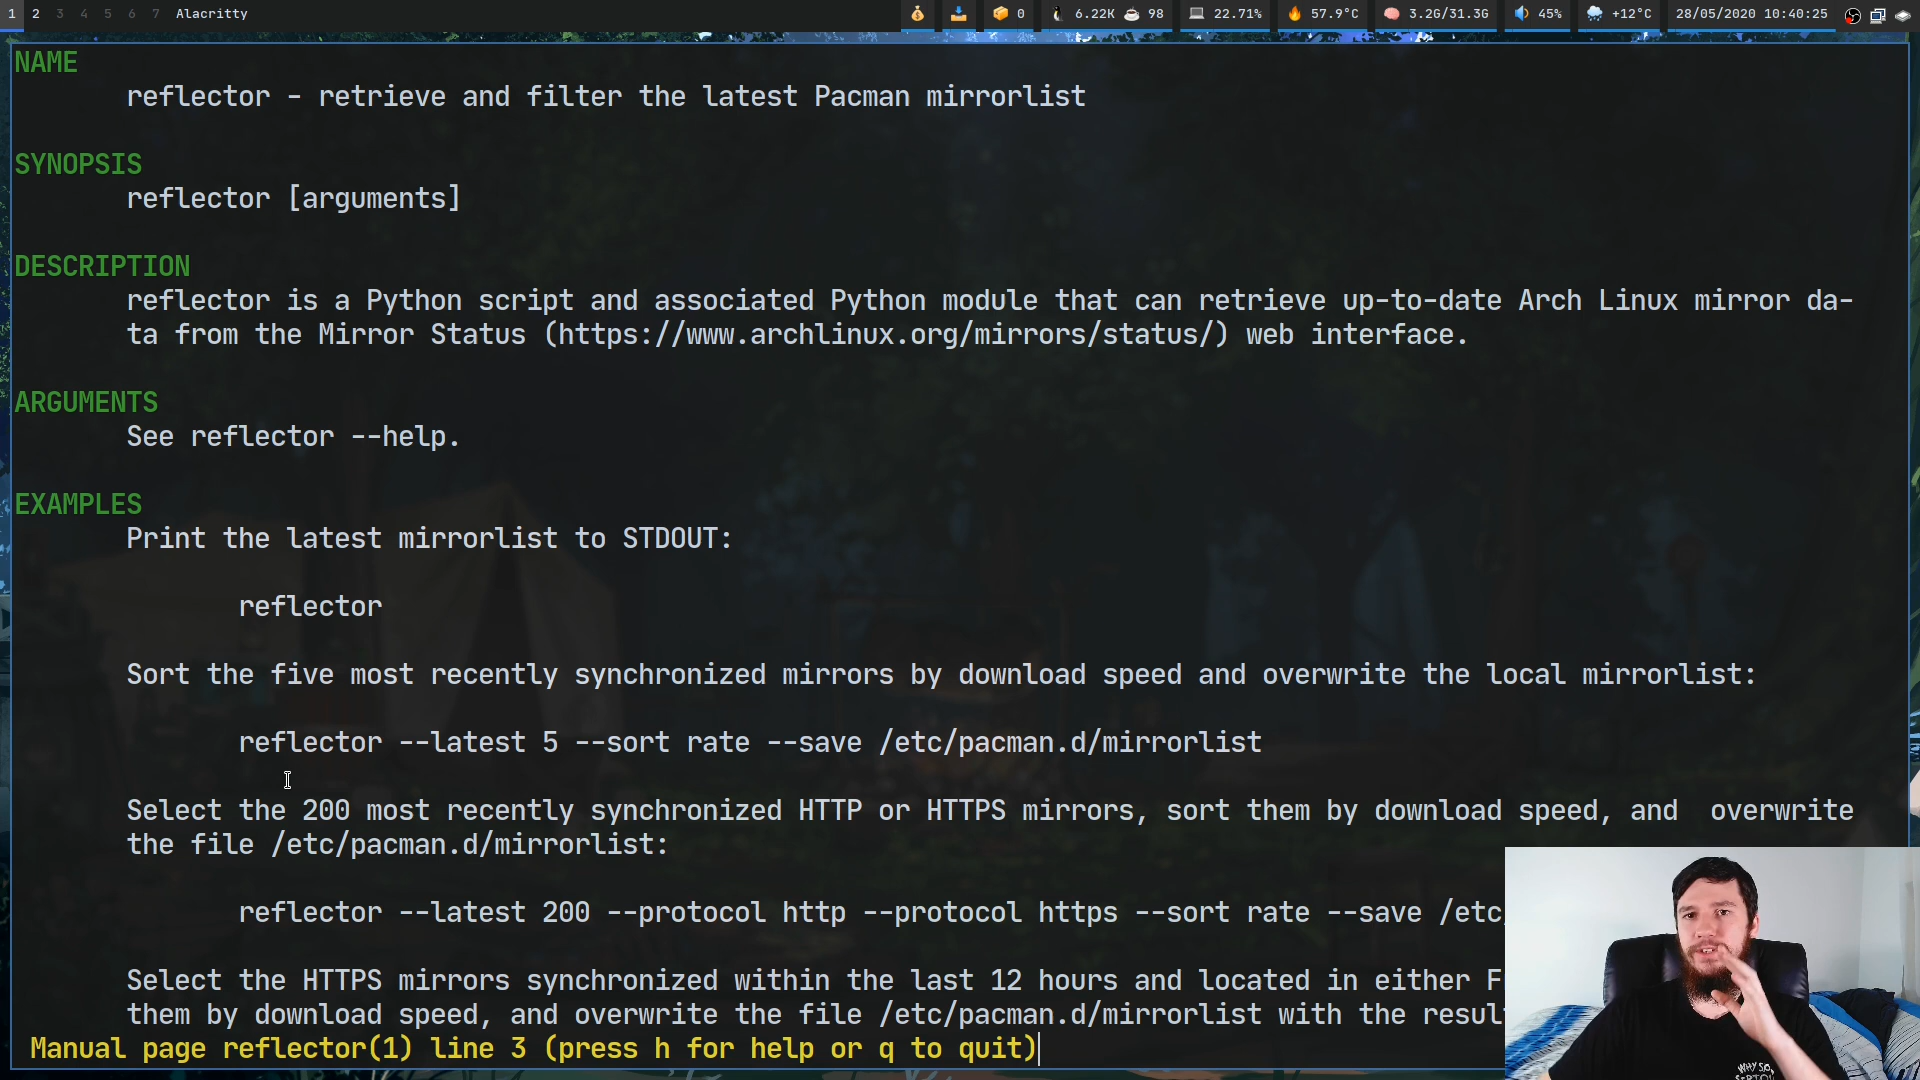 1 2 3 4 5 6 7 Alacritty 0 6.22K 98 22.71% 57.9°C 3.2G/31.3G 45% +12°C 28/05/2020 10:40:25
NAME
reflector - retrieve and filter the latest Pacman mirrorlist
SYNOPSIS
reflector [arguments]
DESCRIPTION
reflector is a Python script and associated Python module that can retrieve up-to-date Arch Linux mirror da-
ta from the Mirror Status (https://www.archlinux.org/mirrors/status/) web interface.
ARGUMENTS
See reflector --help.
EXAMPLES
Print the latest mirrorlist to STDOUT:
reflector
Sort the five most recently synchronized mirrors by download speed and overwrite the local mirrorlist:
reflector --latest 5 --sort rate --save /etc/pacman.d/mirrorlist
Select the 200 most recently synchronized HTTP or HTTPS mirrors, sort them by download speed, and overwrite
the file /etc/pacman.d/mirrorlist:
reflector --latest 200 --protocol http --protocol https --sort rate --save /etc
Select the HTTPS mirrors synchronized within the last 12 hours and located in either F
them by download speed, and overwrite the file /etc/pacman.d/mirrorlist with the resul
Manual page reflector(1) line 3 (press h for help or q to quit)
WHY SO